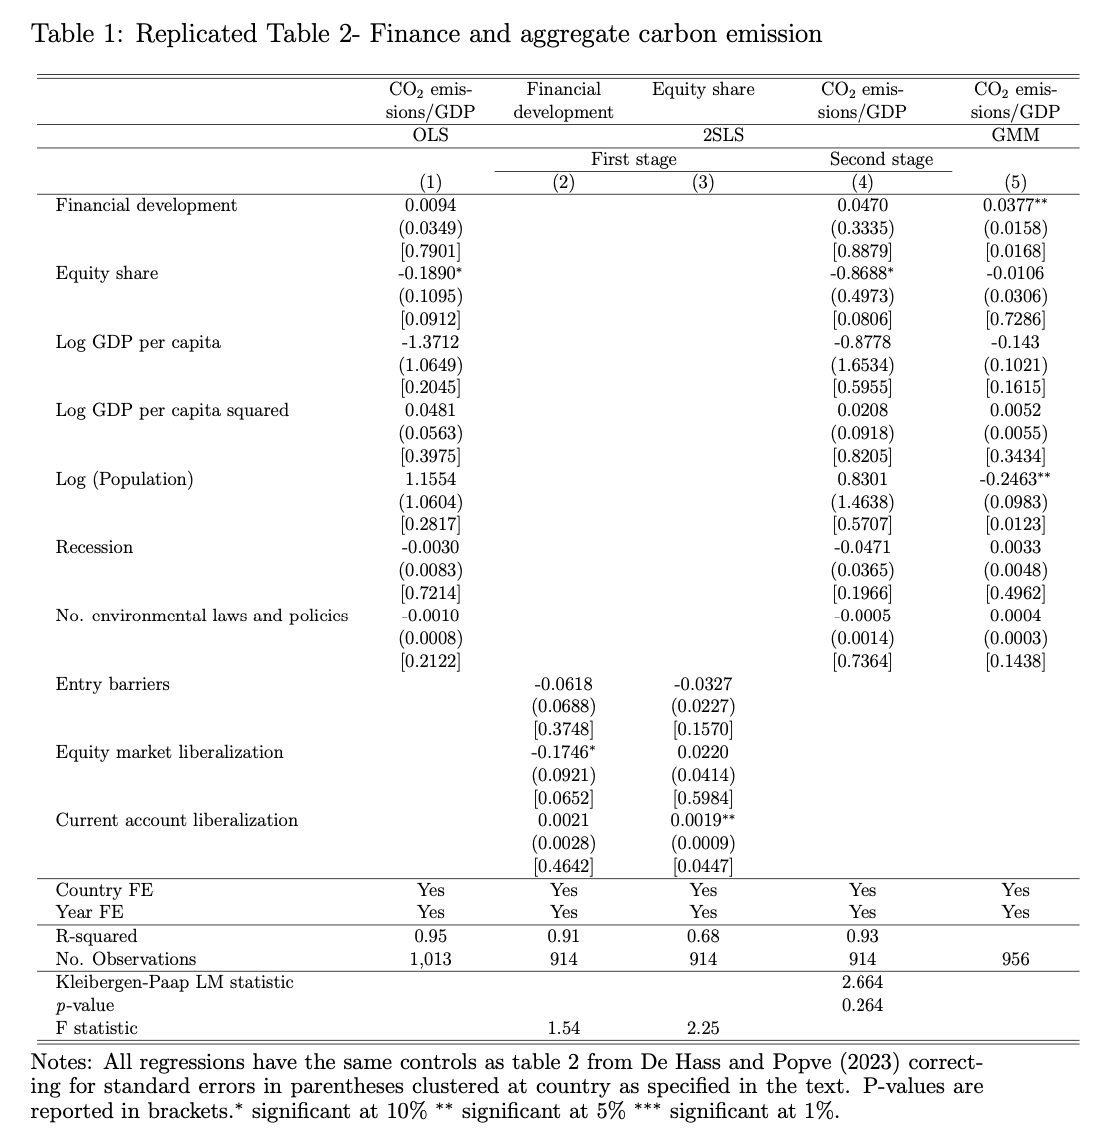 Table 1: Replicated Table 2- Finance and aggregate carbon emission
CO₂ emis- Financial Equity share CO₂ emis- CO₂ emis-
sions/GDP development sions/GDP sions/GDP
OLS 2SLS GMM
First stage Second stage
(1) (2) (3) (4) (5)
Financial development 0.0094 0.0470 0.0377**
(0.0349) (0.3335) (0.0158)
[0.7901] [0.8879] [0.0168]
Equity share -0.1890* -0.8688* -0.0106
(0.1095) (0.4973) (0.0306)
[0.0912] [0.0806] [0.7286]
Log GDP per capita -1.3712 -0.8778 -0.143
(1.0649) (1.6534) (0.1021)
[0.2045] [0.5955] [0.1615]
Log GDP per capita squared 0.0481 0.0208 0.0052
(0.0563) (0.0918) (0.0055)
[0.3975] [0.8205] [0.3434]
Log (Population) 1.1554 0.8301 -0.2463**
(1.0604) (1.4638) (0.0983)
[0.2817] [0.5707] [0.0123]
Recession -0.0030 -0.0471 0.0033
(0.0083) (0.0365) (0.0048)
[0.7214] [0.1966] [0.4962]
No. environmental laws and policies -0.0010 -0.0005 0.0004
(0.0008) (0.0014) (0.0003)
[0.2122] [0.7364] [0.1438]
Entry barriers -0.0618 -0.0327
(0.0688) (0.0227)
[0.3748] [0.1570]
Equity market liberalization -0.1746* 0.0220
(0.0921) (0.0414)
[0.0652] [0.5984]
Current account liberalization 0.0021 0.0019**
(0.0028) (0.0009)
[0.4642] [0.0447]
Country FE Yes Yes Yes Yes Yes
Year FE Yes Yes Yes Yes Yes
R-squared 0.95 0.91 0.68 0.93
No. Observations 1,013 914 914 914 956
Kleibergen-Paap LM statistic 2.664
p-value 0.264
F statistic 1.54 2.25
Notes: All regressions have the same controls as table 2 from De Hass and Popve (2023) correct-
ing for standard errors in parentheses clustered at country as specified in the text. P-values are
reported in brackets.* significant at 10% ** significant at 5% *** significant at 1%.